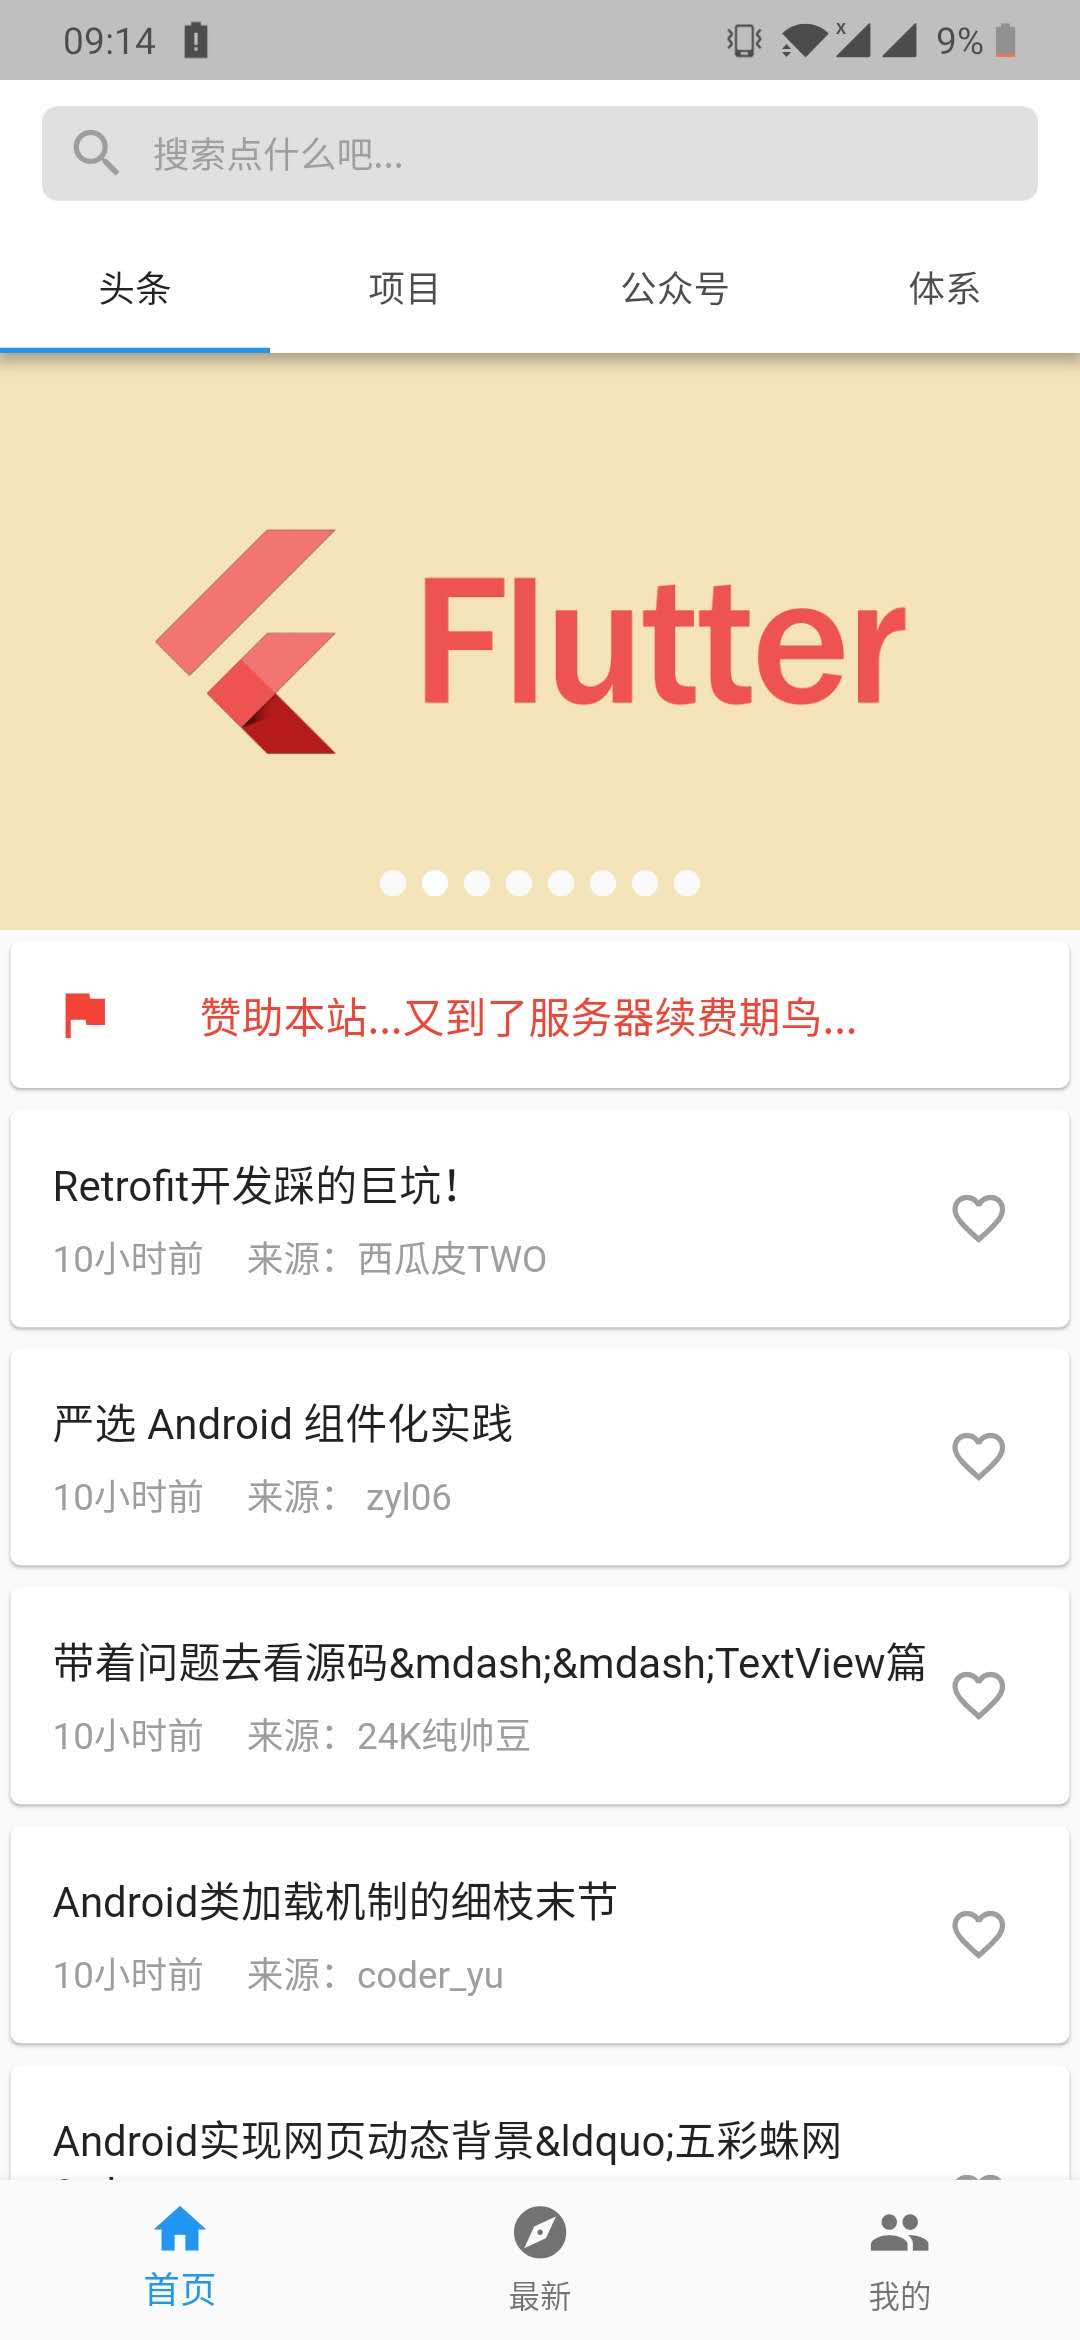 09:14
x
9%
搜索点什么吧...
头条 项目 公众号 体系
Flutter
赞助本站...又到了服务器续费期鸟...
Retrofit开发踩的巨坑！
10小时前 来源：西瓜皮TWO
严选 Android 组件化实践
10小时前 来源： zyl06
带着问题去看源码&mdash;&mdash;TextView篇
10小时前 来源：24K纯帅豆
Android类加载机制的细枝末节
10小时前 来源：coder_yu
Android实现网页动态背景&ldquo;五彩蛛网
首页 最新 我的